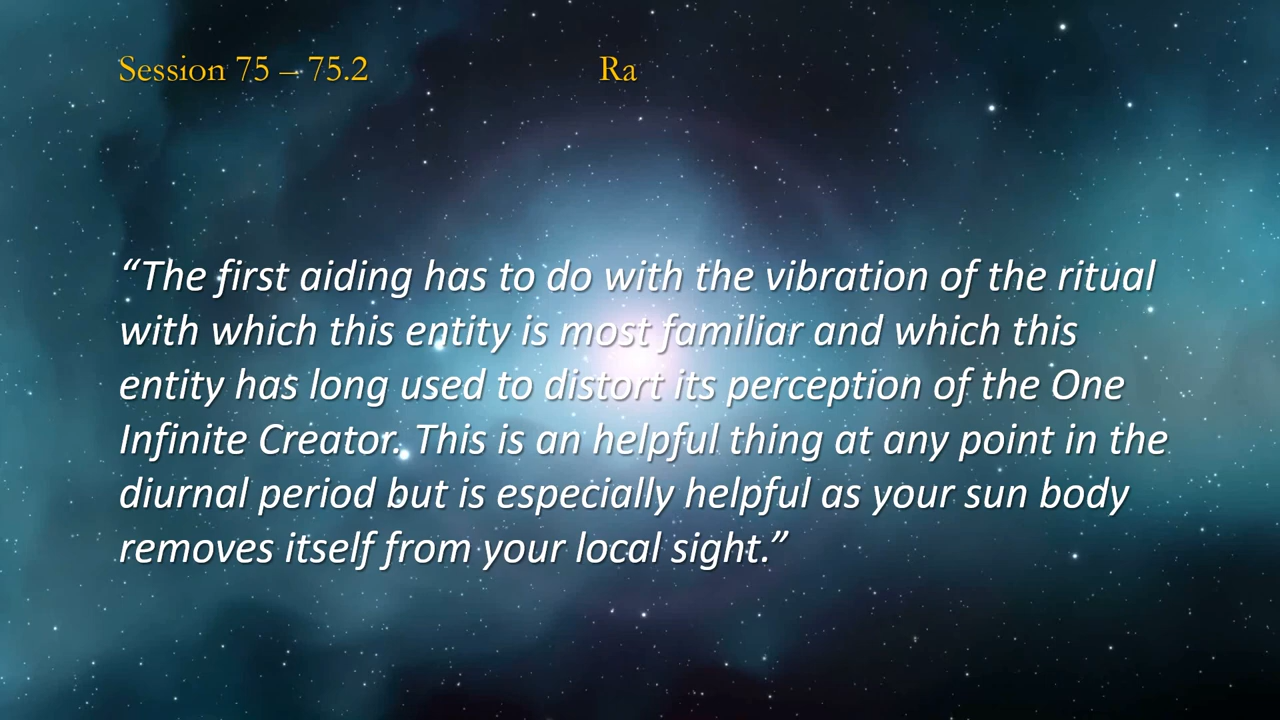 Session 75 – 75.2 Ra
“The first aiding has to do with the vibration of the ritual
with which this entity is most familiar and which this
entity has long used to distort its perception of the One
Infinite Creator. This is an helpful thing at any point in the
diurnal period but is especially helpful as your sun body
removes itself from your local sight.”